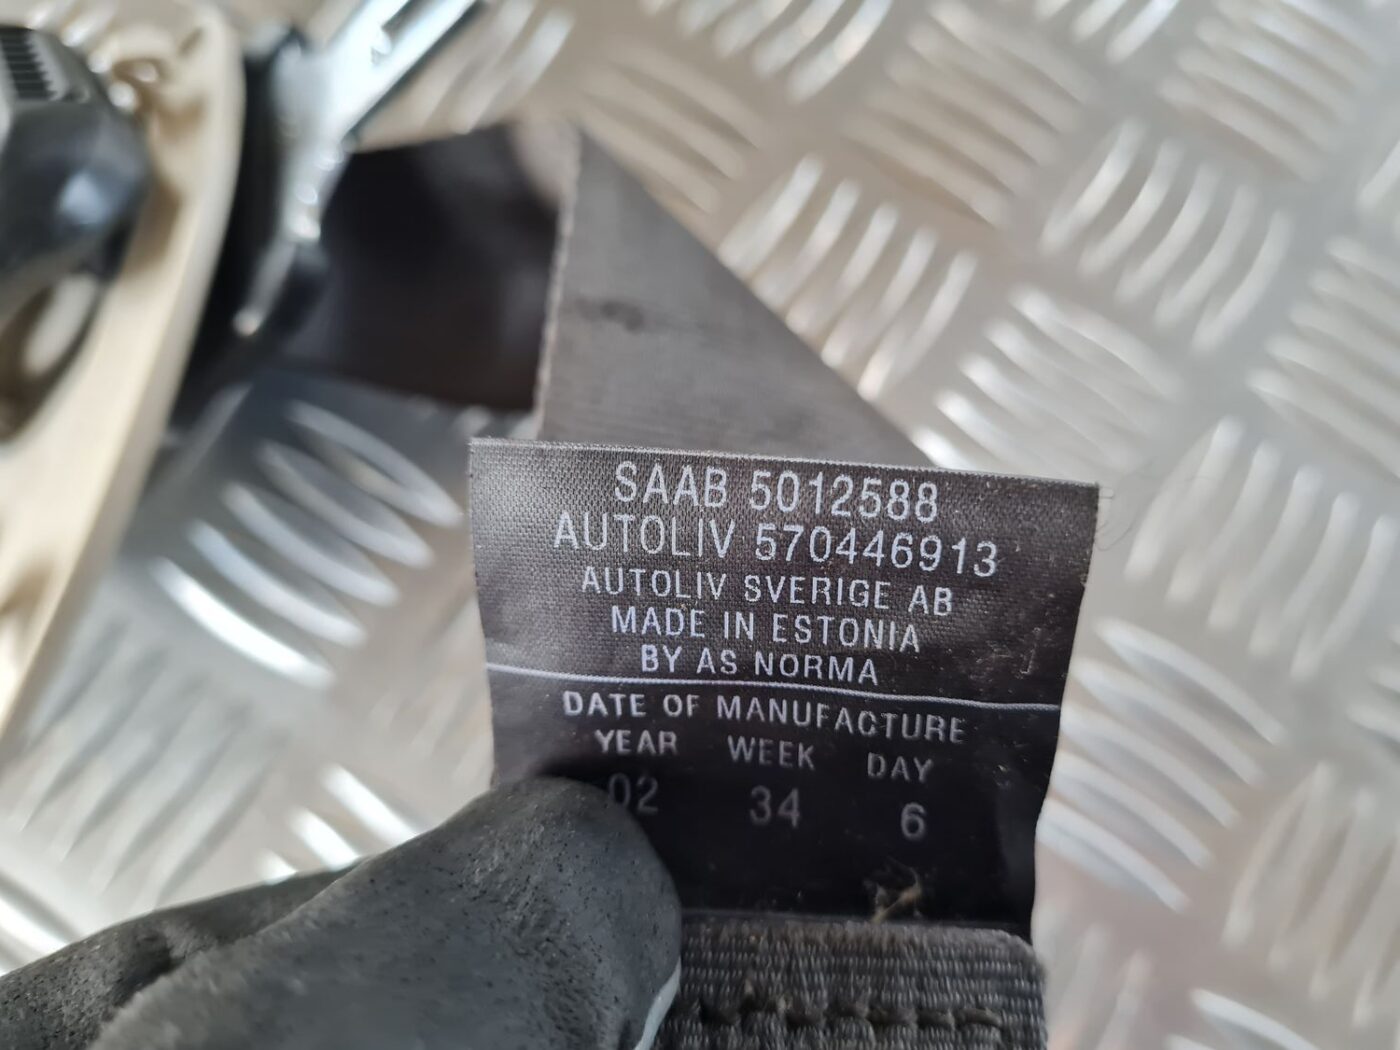 SAAB 5012588
AUTOLIV 570446913
AUTOLIV SVERIGE AB
MADE IN ESTONIA
BY AS NORMA
DATE OF MANUFACTURE
YEAR WEEK DAY
02 34 6